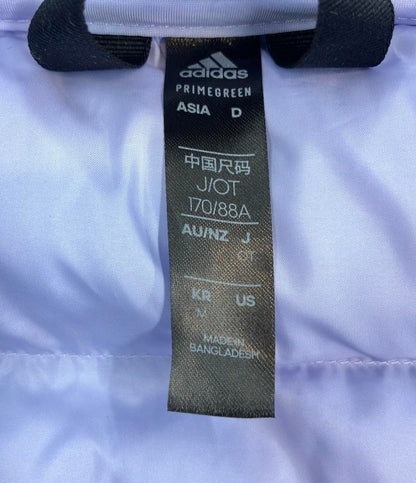 adidas
PRIMEGREEN
ASIA D
中国尺码
J/OT
170/88A
AU/NZ J
OT
KR US
M
MADE IN
BANGLADESH